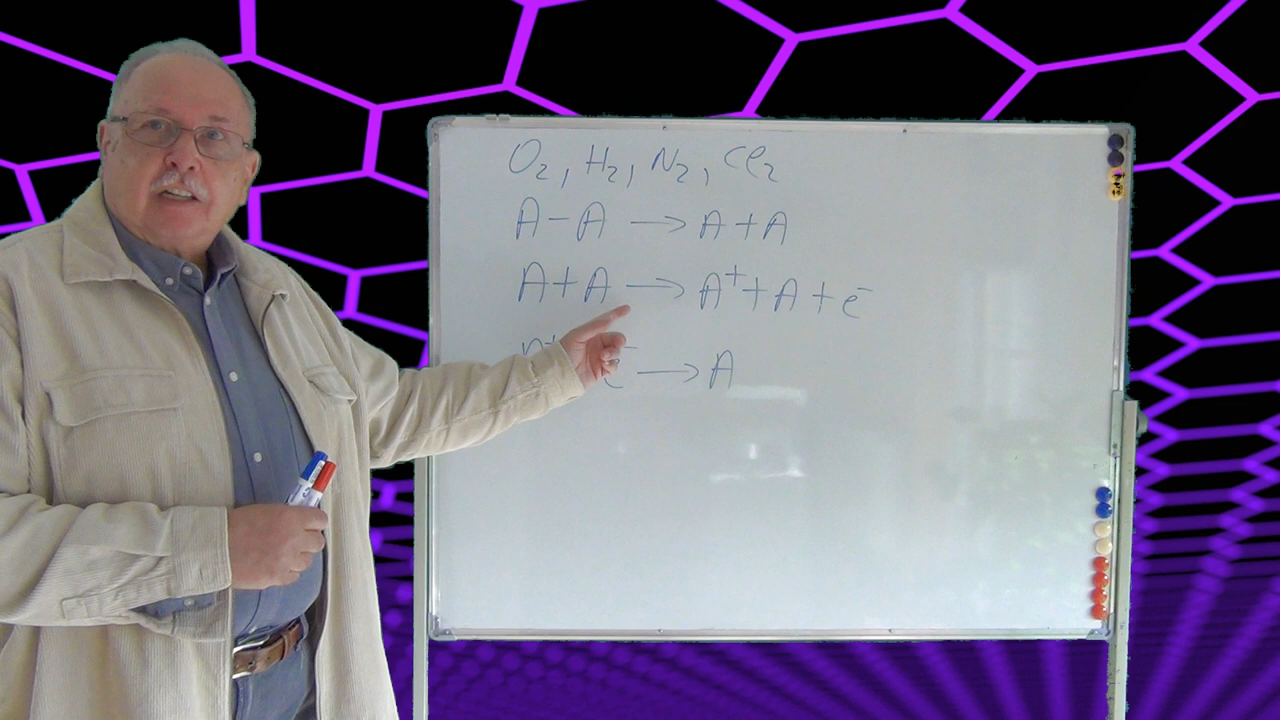 O₂, H₂, N₂, Cl₂
A – A → A + A
A + A → A⁺ + A + e⁻
e⁻ → A